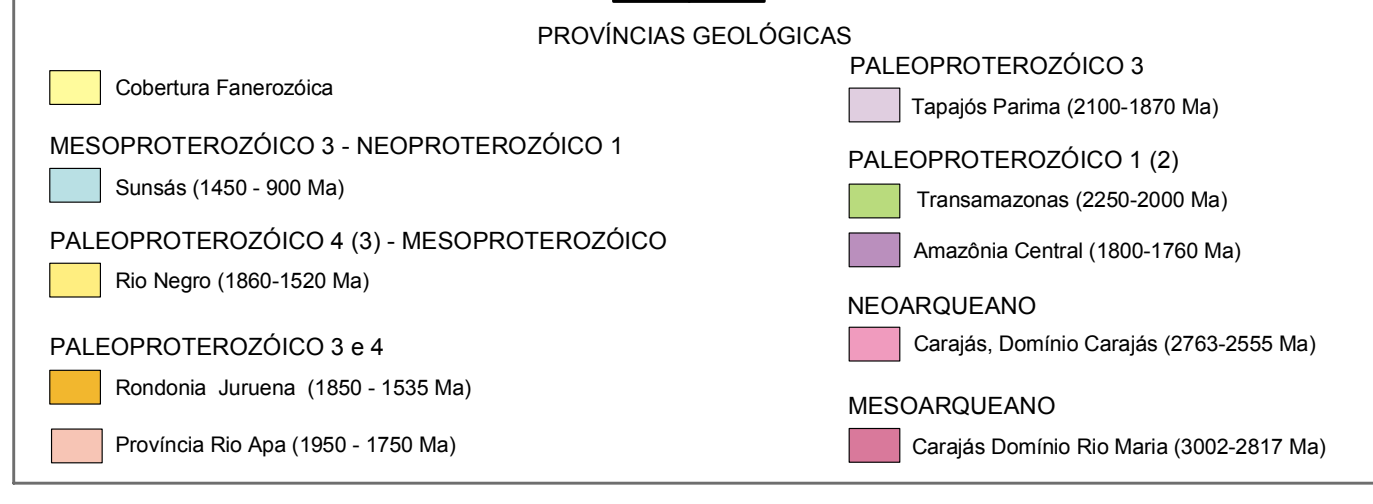 PROVÍNCIAS GEOLÓGICAS
Cobertura Fanerozóica
MESOPROTEROZÓICO 3 - NEOPROTEROZÓICO 1
Sunsás (1450 - 900 Ma)
PALEOPROTEROZÓICO 4 (3) - MESOPROTEROZÓICO
Rio Negro (1860-1520 Ma)
PALEOPROTEROZÓICO 3 e 4
Rondonia Juruena (1850 - 1535 Ma)
Província Rio Apa (1950 - 1750 Ma)
PALEOPROTEROZÓICO 3
Tapajós Parima (2100-1870 Ma)
PALEOPROTEROZÓICO 1 (2)
Transamazonas (2250-2000 Ma)
Amazônia Central (1800-1760 Ma)
NEOARQUEANO
Carajás, Domínio Carajás (2763-2555 Ma)
MESOARQUEANO
Carajás Domínio Rio Maria (3002-2817 Ma)